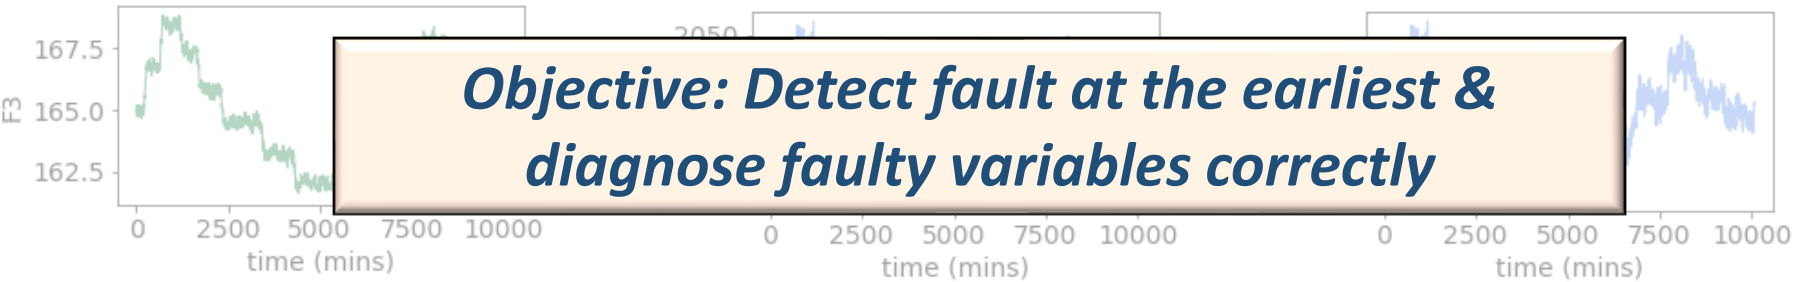 167.5
165.0
162.5
F3
0 2500 5000 7500 10000
time (mins)
2050
0 2500 5000 7500 10000
time (mins)
0 2500 5000 7500 10000
time (mins)
Objective: Detect fault at the earliest &
diagnose faulty variables correctly